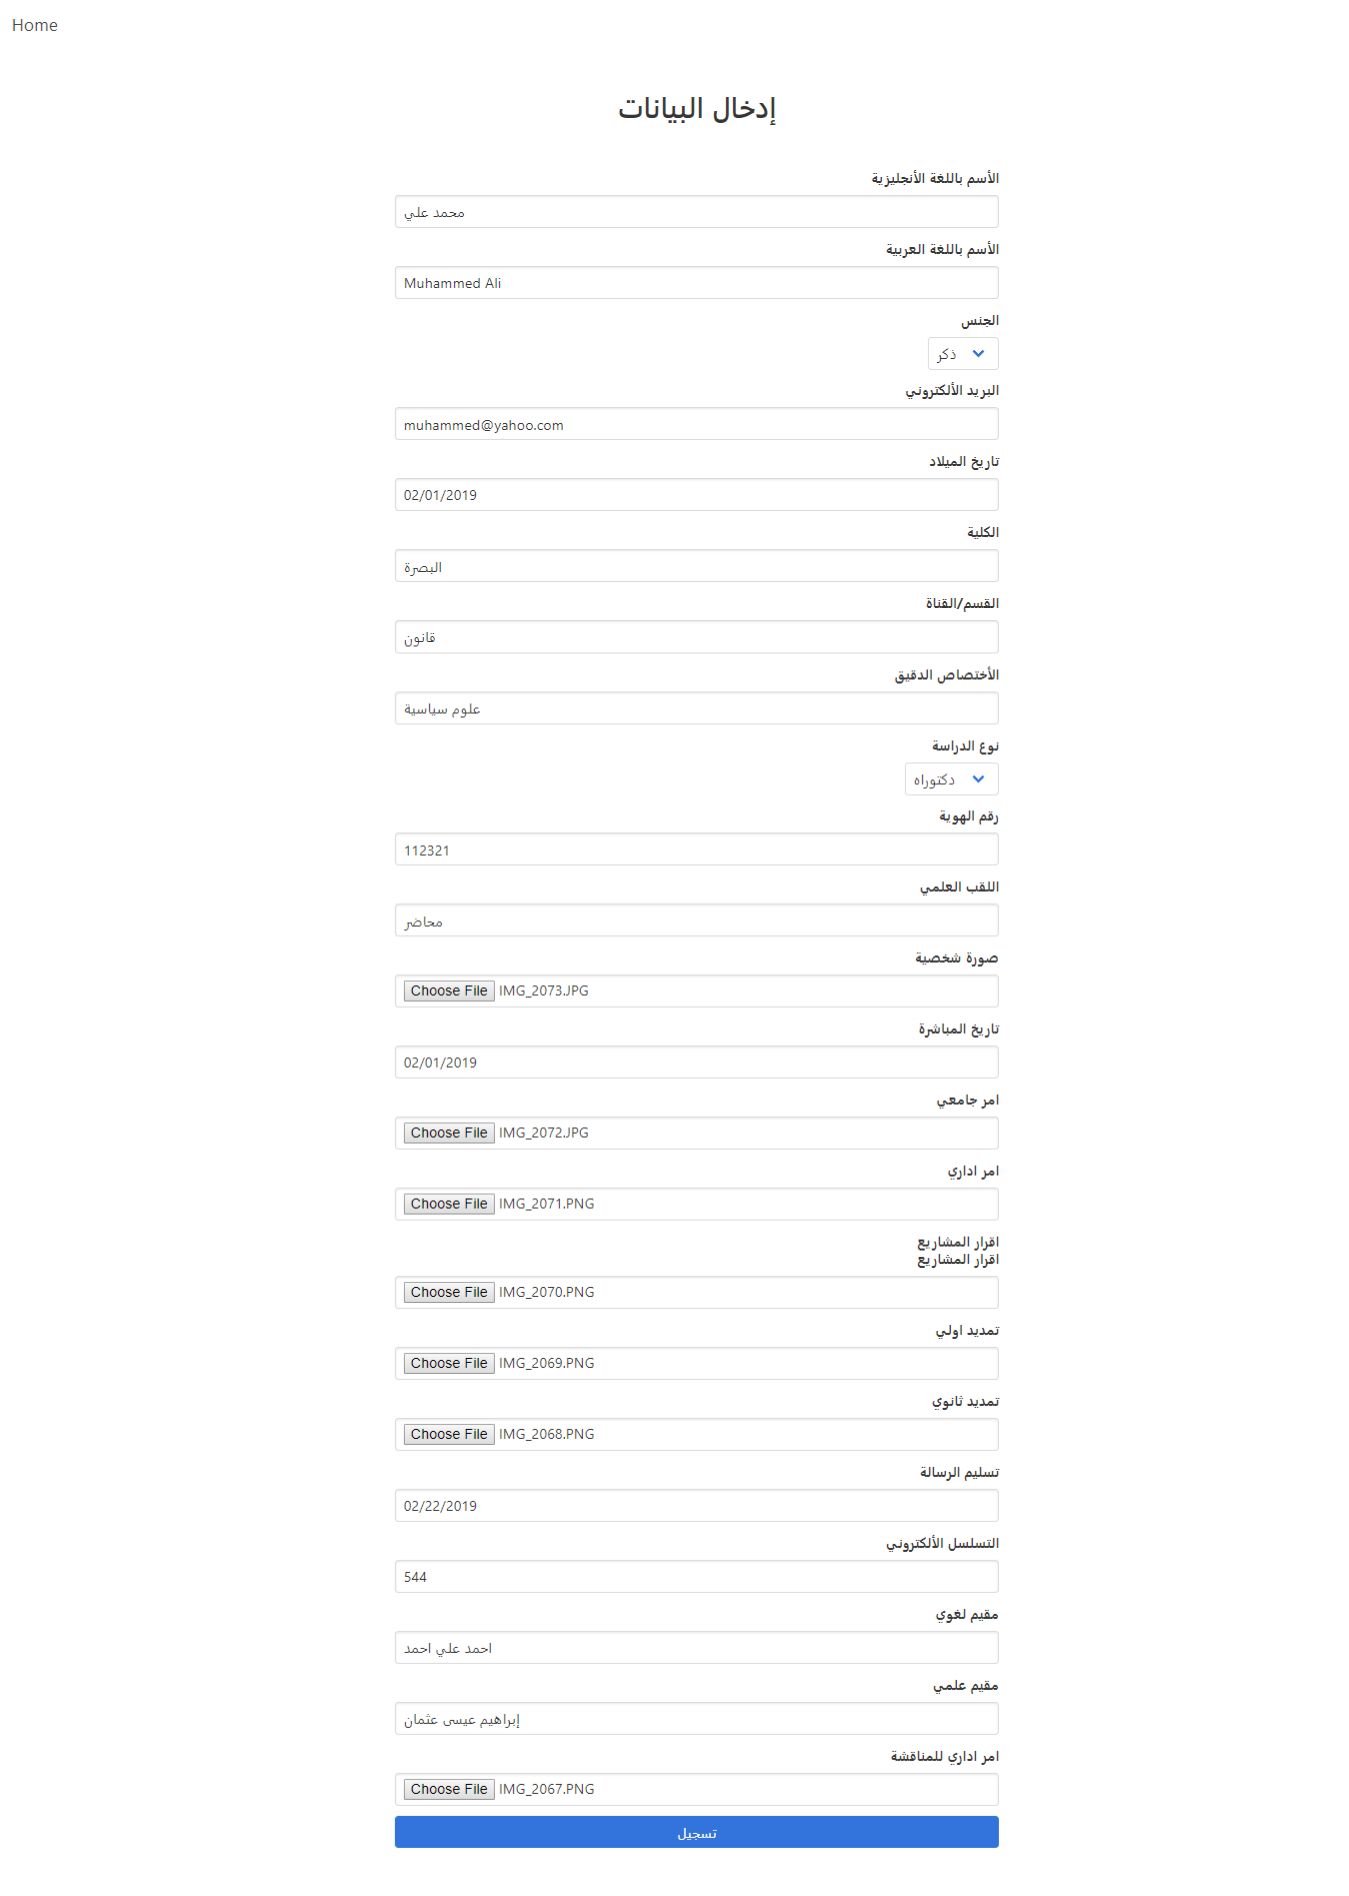 Home
إدخال البيانات
الأسم باللغة الأنجليزية
محمد علي
الأسم باللغة العربية
Muhammed Ali
الجنس
ذكر
البريد الألكتروني
muhammed@yahoo.com
تاريخ الميلاد
02/01/2019
الكلية
البصرة
القسم/القناة
قانون
الأختصاص الدقيق
علوم سياسية
نوع الدراسة
دكتوراه
رقم الهوية
112321
اللقب العلمي
محاضر
صورة شخصية
Choose File IMG_2073.JPG
تاريخ المباشرة
02/01/2019
امر جامعي
Choose File IMG_2072.JPG
امر اداري
Choose File IMG_2071.PNG
اقرار المشاريع
اقرار المشاريع
Choose File IMG_2070.PNG
تمديد اولي
Choose File IMG_2069.PNG
تمديد ثانوي
Choose File IMG_2068.PNG
تسليم الرسالة
02/22/2019
التسلسل الألكتروني
544
مقيم لغوي
احمد علي احمد
مقيم علمي
إبراهيم عيسى عثمان
امر اداري للمناقشة
Choose File IMG_2067.PNG
تسجيل